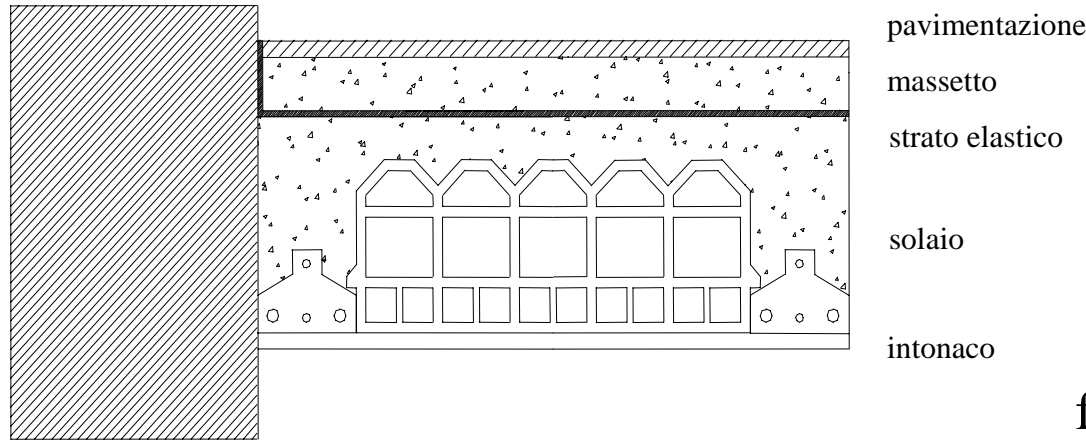 pavimentazione
massetto
strato elastico
solaio
intonaco